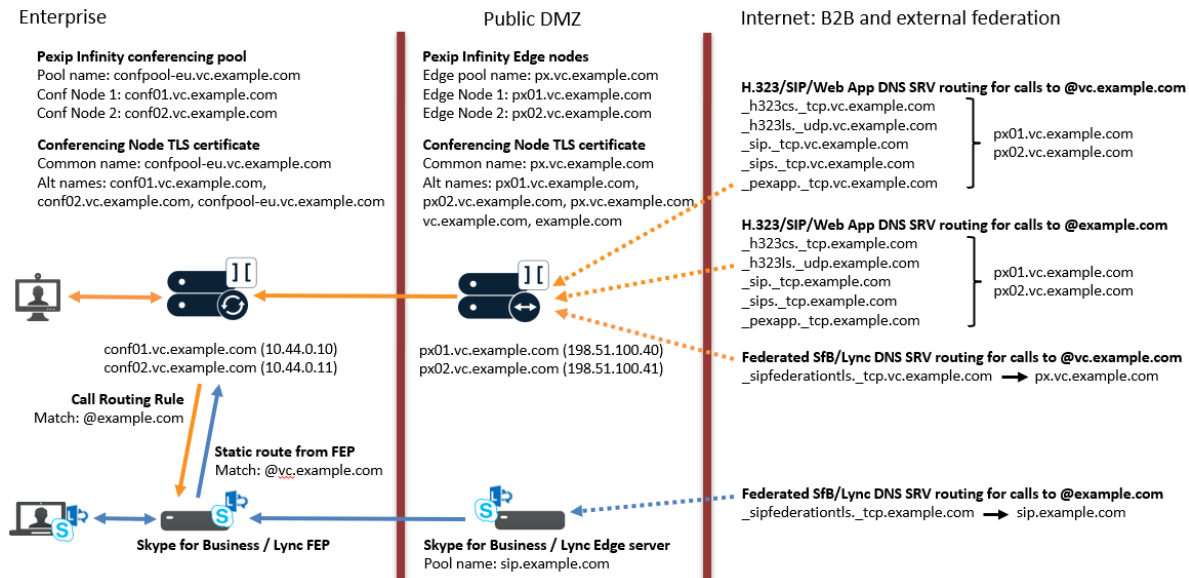 Enterprise
Public DMZ
Internet: B2B and external federation
Pexip Infinity conferencing pool
Pool name: confpool-eu.vc.example.com
Conf Node 1: conf01.vc.example.com
Conf Node 2: conf02.vc.example.com
Conferencing Node TLS certificate
Common name: confpool-eu.vc.example.com
Alt names: conf01.vc.example.com,
conf02.vc.example.com, confpool-eu.vc.example.com
Pexip Infinity Edge nodes
Edge pool name: px.vc.example.com
Edge Node 1: px01.vc.example.com
Edge Node 2: px02.vc.example.com
Conferencing Node TLS certificate
Common name: px.vc.example.com
Alt names: px01.vc.example.com,
px02.vc.example.com, px.vc.example.com
vc.example.com, example.com
H.323/SIP/Web App DNS SRV routing for calls to @vc.example.com
_h323cs._tcp.vc.example.com
_h323ls._udp.vc.example.com
_sip._tcp.vc.example.com
_sips._tcp.vc.example.com
_pexapp._tcp.vc.example.com
px01.vc.example.com
px02.vc.example.com
H.323/SIP/Web App DNS SRV routing for calls to @example.com
_h323cs._tcp.example.com
_h323ls._udp.example.com
_sip._tcp.example.com
_sips._tcp.example.com
_pexapp._tcp.example.com
px01.vc.example.com
px02.vc.example.com
conf01.vc.example.com (10.44.0.10)
conf02.vc.example.com (10.44.0.11)
px01.vc.example.com (198.51.100.40)
px02.vc.example.com (198.51.100.41)
Federated SfB/Lync DNS SRV routing for calls to @vc.example.com
_sipfederationtls._tcp.vc.example.com → px.vc.example.com
Call Routing Rule
Match: @example.com
Static route from FEP
Match: @vc.example.com
Federated SfB/Lync DNS SRV routing for calls to @example.com
_sipfederationtls._tcp.example.com → sip.example.com
Skype for Business / Lync FEP
Skype for Business / Lync Edge server
Pool name: sip.example.com